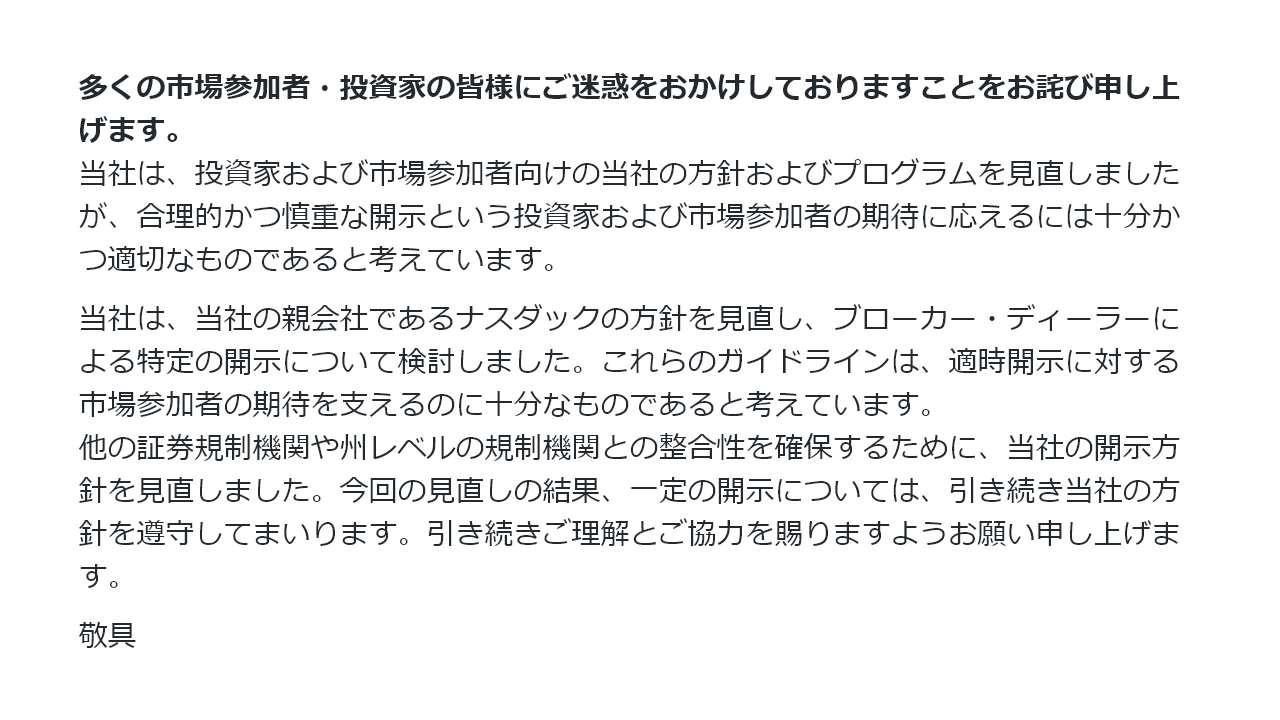 多くの市場参加者・投資家の皆様にご迷惑をおかけしておりますことをお詫び申し上
げます。
当社は、投資家および市場参加者向けの当社の方針およびプログラムを見直しました
が、合理的かつ慎重な開示という投資家および市場参加者の期待に応えるには十分か
つ適切なものであると考えています。
当社は、当社の親会社であるナスダックの方針を見直し、ブローカー・ディーラーに
よる特定の開示について検討しました。これらのガイドラインは、適時開示に対する
市場参加者の期待を支えるのに十分なものであると考えています。
他の証券規制機関や州レベルの規制機関との整合性を確保するために、当社の開示方
針を見直しました。今回の見直しの結果、一定の開示については、引き続き当社の方
針を遵守してまいります。引き続きご理解とご協力を賜りますようお願い申し上げま
す。
敬具